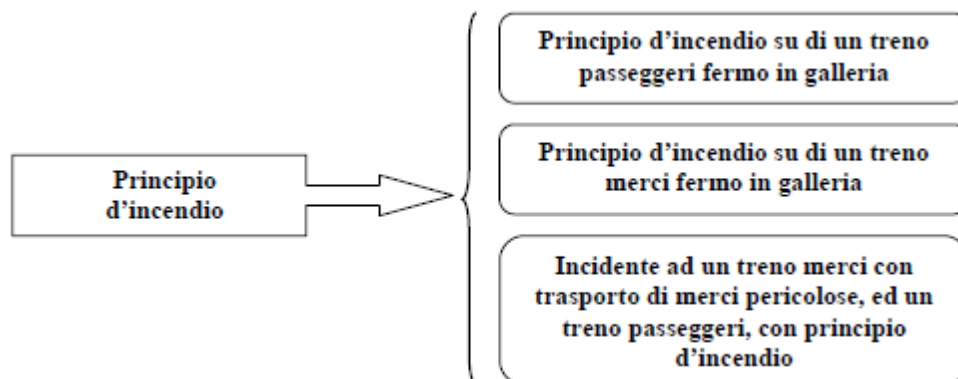 Principio
d'incendio
Principio d'incendio su di un treno
passeggeri fermo in galleria
Principio d'incendio su di un treno
merci fermo in galleria
Incidente ad un treno merci con
trasporto di merci pericolose, ed un
treno passeggeri, con principio
d'incendio